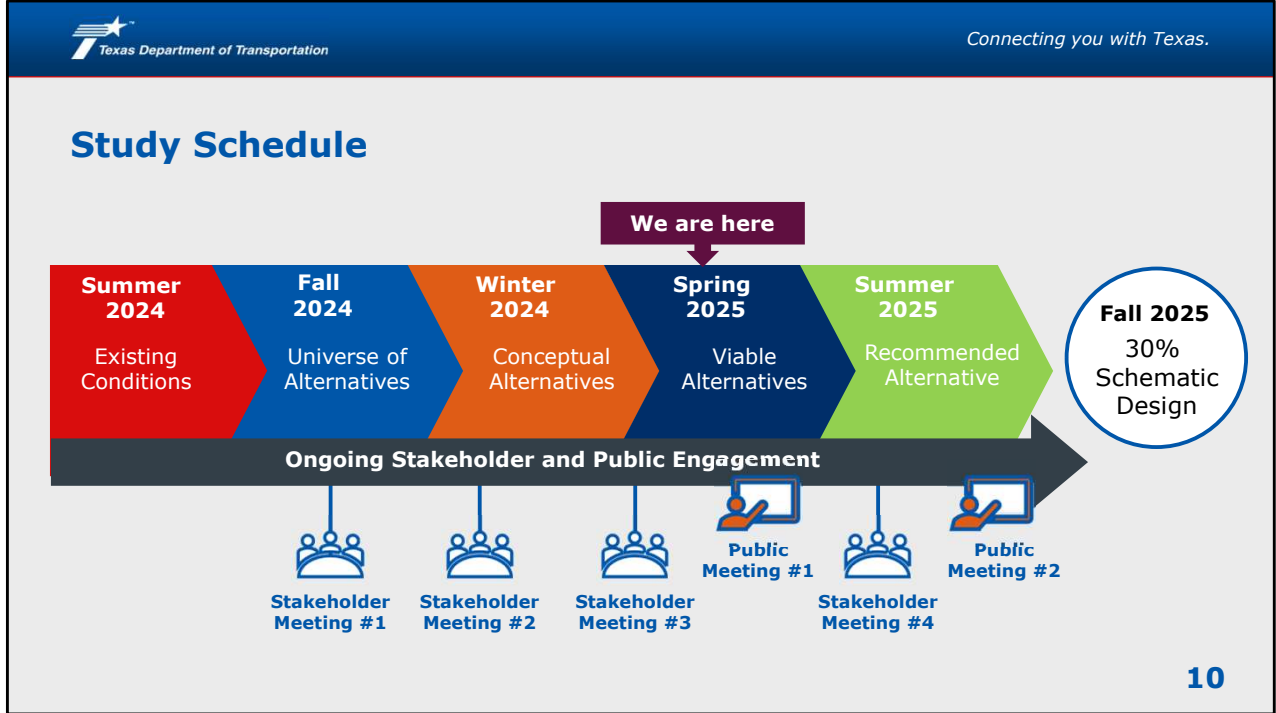 Texas Department of Transportation
Connecting you with Texas.
Study Schedule
We are here
Summer
2024
Existing
Conditions
Fall
2024
Universe of
Alternatives
Winter
2024
Conceptual
Alternatives
Spring
2025
Viable
Alternatives
Summer
2025
Recommended
Alternative
Fall 2025
30%
Schematic
Design
Ongoing Stakeholder and Public Engagement
Stakeholder
Meeting #1
Stakeholder
Meeting #2
Stakeholder
Meeting #3
Public
Meeting #1
Stakeholder
Meeting #4
Public
Meeting #2
10